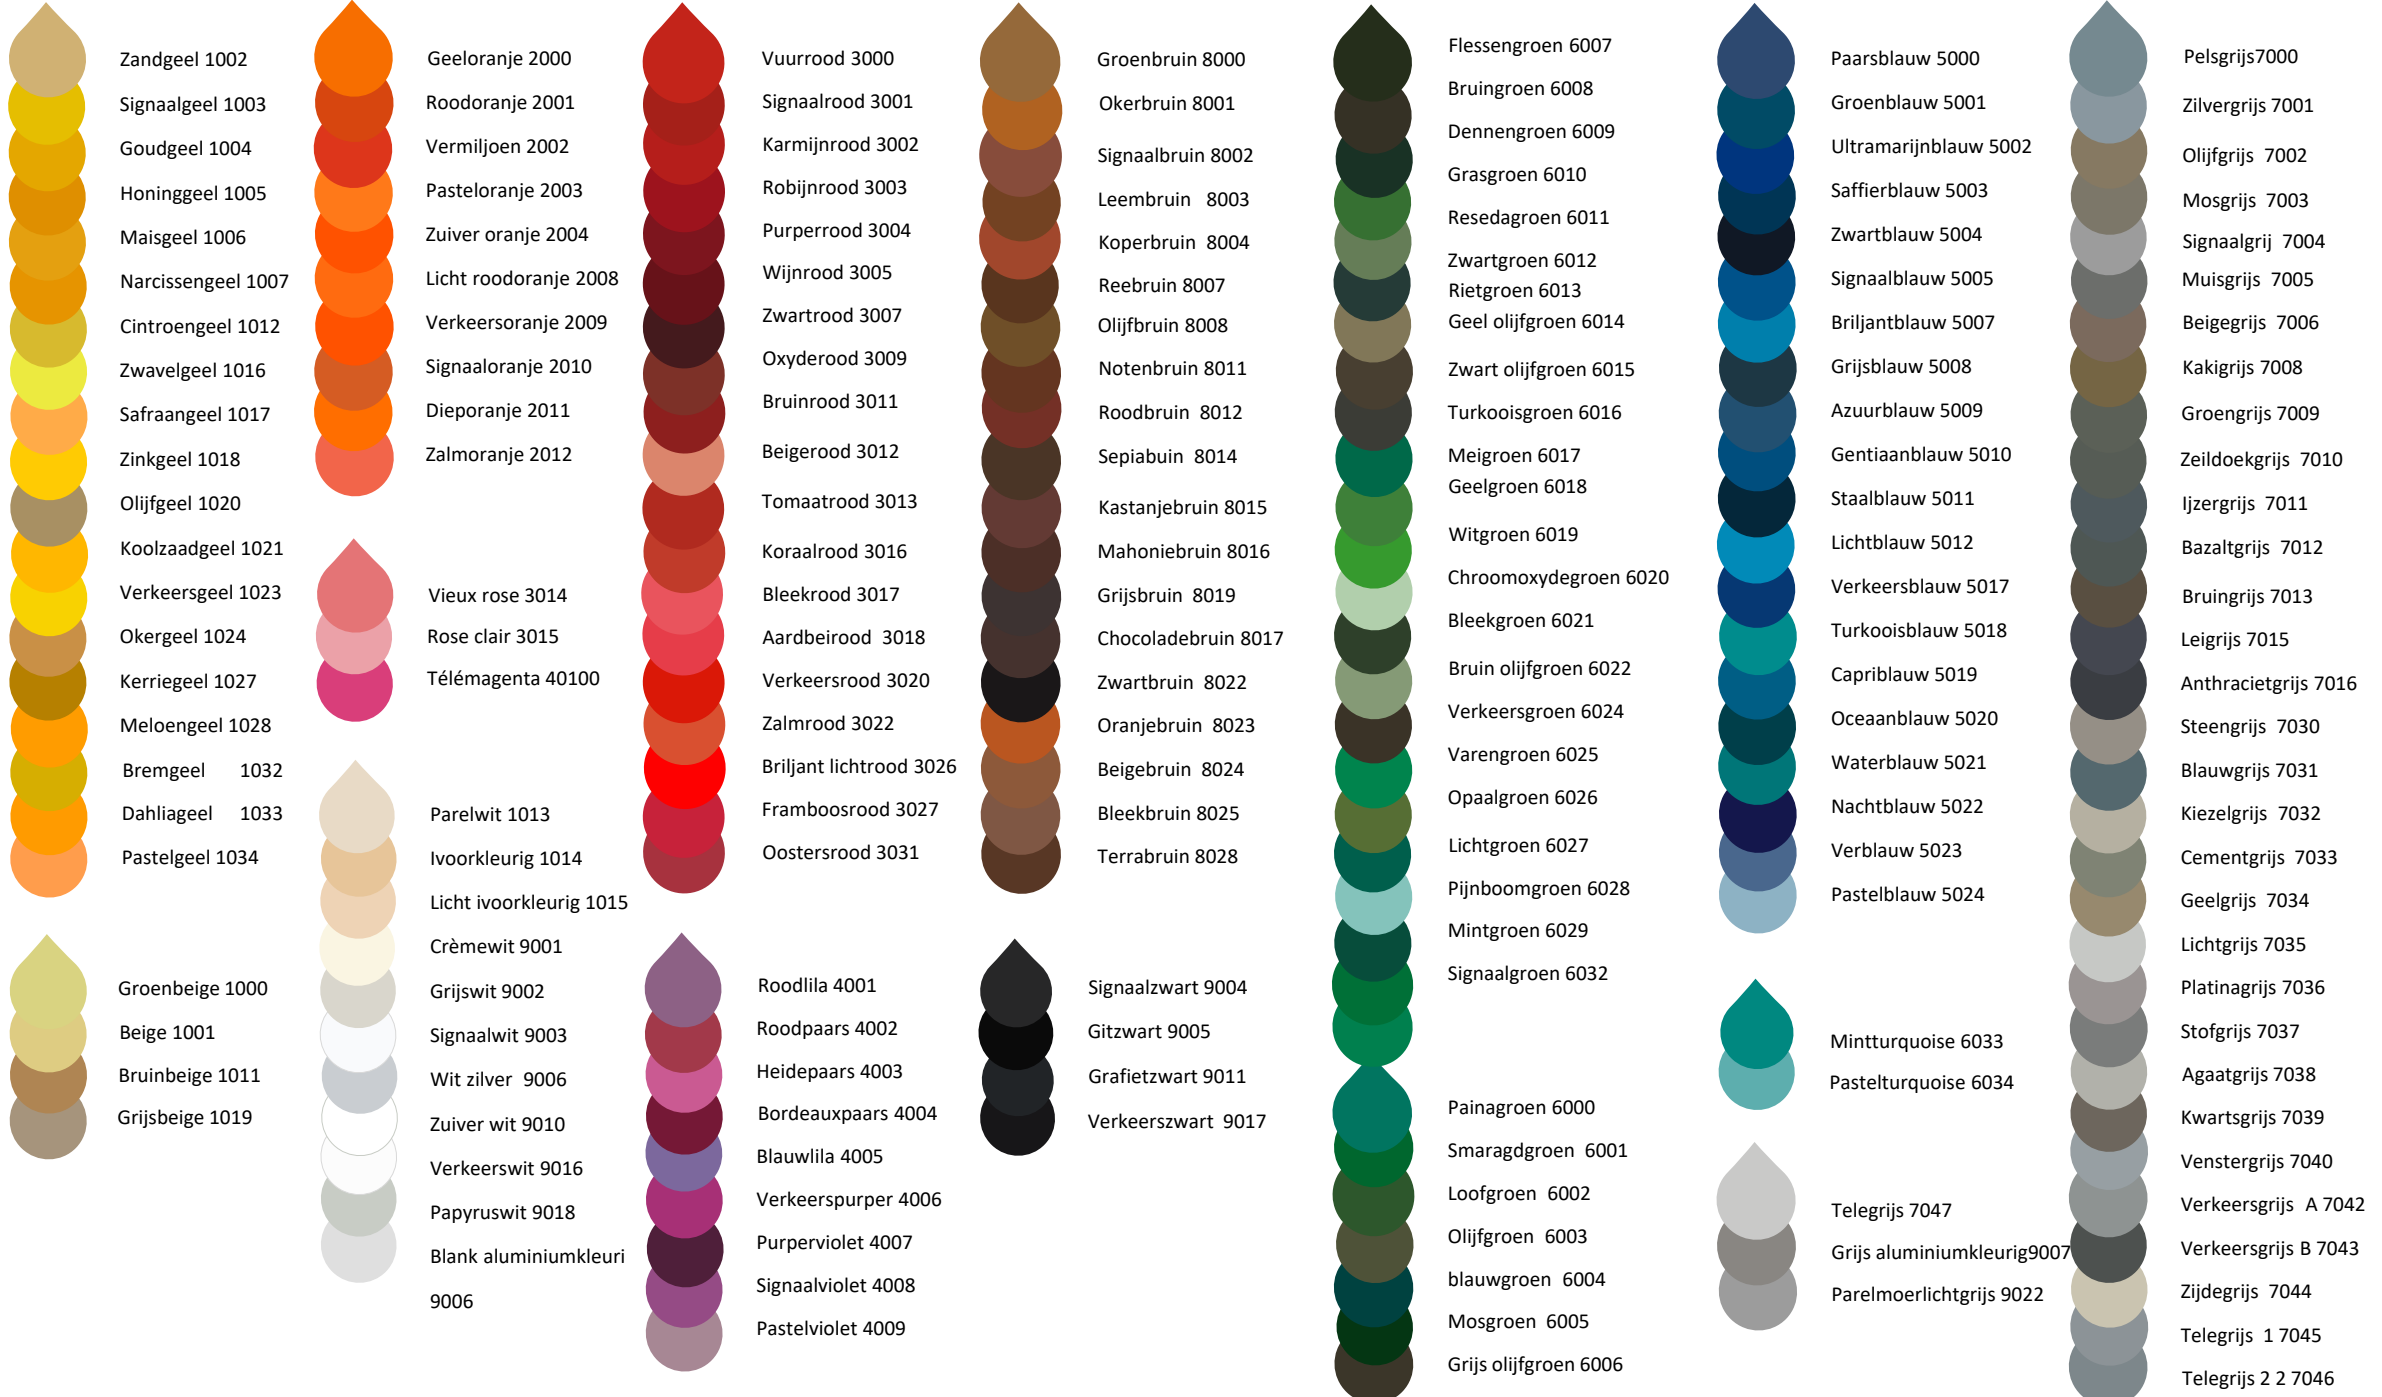 Zandgeel 1002
Signaalgeel 1003
Goudgeel 1004
Honinggeel 1005
Maisgeel 1006
Narcissengeel 1007
Cintroengeel 1012
Zwavelgeel 1016
Safraangeel 1017
Zinkgeel 1018
Olijfgeel 1020
Koolzaadgeel 1021
Verkeersgeel 1023
Okergeel 1024
Kerriegeel 1027
Meloengeel 1028
Bremgeel 1032
Dahliageel 1033
Pastelgeel 1034
Groenbeige 1000
Beige 1001
Bruinbeige 1011
Grijsbeige 1019
Geeloranje 2000
Roodoranje 2001
Vermiljoen 2002
Pasteloranje 2003
Zuiver oranje 2004
Licht roodoranje 2008
Verkeersoranje 2009
Signaaloranje 2010
Dieporanje 2011
Zalmoranje 2012
Vieux rose 3014
Rose clair 3015
Télémagenta 40100
Parelwit 1013
Ivoorkleurig 1014
Licht ivoorkleurig 1015
Crèmewit 9001
Grijswit 9002
Signaalwit 9003
Wit zilver 9006
Zuiver wit 9010
Verkeerswit 9016
Papyruswit 9018
Blank aluminiumkleuri
9006
Vuurrood 3000
Signaalrood 3001
Karmijnrood 3002
Robijnrood 3003
Purperrood 3004
Wijnrood 3005
Zwartrood 3007
Oxyderood 3009
Bruinrood 3011
Beigerood 3012
Tomaatrood 3013
Koraalrood 3016
Bleekrood 3017
Aardbeirood 3018
Verkeersrood 3020
Zalmrood 3022
Briljant lichtrood 3026
Framboosrood 3027
Oostersrood 3031
Roodlila 4001
Roodpaars 4002
Heidepaars 4003
Bordeauxpaars 4004
Blauwlila 4005
Verkeerspurper 4006
Purperviolet 4007
Signaalviolet 4008
Pastelviolet 4009
Groenbruin 8000
Okerbruin 8001
Signaalbruin 8002
Leembruin 8003
Koperbruin 8004
Reebruin 8007
Olijfbruin 8008
Notenbruin 8011
Roodbruin 8012
Sepiabuin 8014
Kastanjebruin 8015
Mahoniebruin 8016
Grijsbruin 8019
Chocoladebruin 8017
Zwartbruin 8022
Oranjebruin 8023
Beigebruin 8024
Bleekbruin 8025
Terrabruin 8028
Signaalzwart 9004
Gitzwart 9005
Grafietzwart 9011
Verkeerszwart 9017
Flessengroen 6007
Bruingroen 6008
Dennengroen 6009
Grasgroen 6010
Resedagroen 6011
Zwartgroen 6012
Rietgroen 6013
Geel olijfgroen 6014
Zwart olijfgroen 6015
Turkooisgroen 6016
Meigroen 6017
Geelgroen 6018
Witgroen 6019
Chroomoxydegroen 6020
Bleekgroen 6021
Bruin olijfgroen 6022
Verkeersgroen 6024
Varengroen 6025
Opaalgroen 6026
Lichtgroen 6027
Pijnboomgroen 6028
Mintgroen 6029
Signaalgroen 6032
Painagroen 6000
Smaragdgroen 6001
Loofgroen 6002
Olijfgroen 6003
blauwgroen 6004
Mosgroen 6005
Grijs olijfgroen 6006
Paarsblauw 5000
Groenblauw 5001
Ultramarijnblauw 5002
Saffierblauw 5003
Zwartblauw 5004
Signaalblauw 5005
Briljantblauw 5007
Grijsblauw 5008
Azuurblauw 5009
Gentiaanblauw 5010
Staalblauw 5011
Lichtblauw 5012
Verkeersblauw 5017
Turkooisblauw 5018
Capriblauw 5019
Oceaanblauw 5020
Waterblauw 5021
Nachtblauw 5022
Verblauw 5023
Pastelblauw 5024
Mintturquoise 6033
Pastelturquoise 6034
Telegrijs 7047
Grijs aluminiumkleurig9007
Parelmoerlichtgrijs 9022
Pelsgrijs7000
Zilvergrijs 7001
Olijfgrijs 7002
Mosgrijs 7003
Signaalgrij 7004
Muisgrijs 7005
Beigegrijs 7006
Kakigrijs 7008
Groengrijs 7009
Zeildoekgrijs 7010
Ijzergrijs 7011
Bazaltgrijs 7012
Bruingrijs 7013
Leigrijs 7015
Anthracietgrijs 7016
Steengrijs 7030
Blauwgrijs 7031
Kiezelgrijs 7032
Cementgrijs 7033
Geelgrijs 7034
Lichtgrijs 7035
Platinagrijs 7036
Stofgrijs 7037
Agaatgrijs 7038
Kwartsgrijs 7039
Venstergrijs 7040
Verkeersgrijs A 7042
Verkeersgrijs B 7043
Zijdegrijs 7044
Telegrijs 1 7045
Telegrijs 2 2 7046